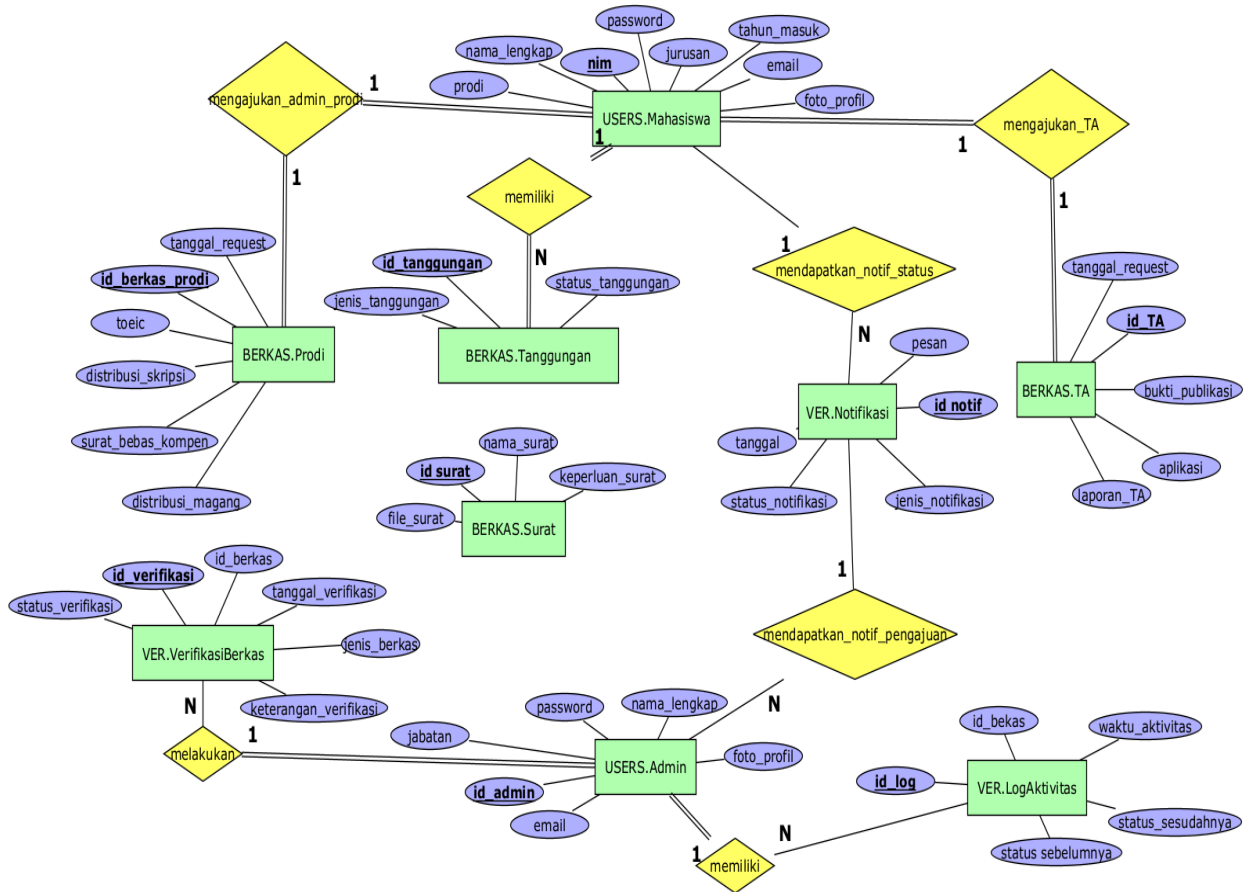 password
tahun_masuk
nama_lengkap
nim
jurusan
email
prodi
foto_profil
1
mengajukan_admin_prodi
USERS.Mahasiswa
1
mengajukan_TA
1
1
memiliki
1
1
tanggal_request
id_berkas_prodi
toeic
distribusi_skripsi
surat_bebas_kompen
distribusi_magang
BERKAS.Prodi
N
id_tanggungan
status_tanggungan
jenis_tanggungan
BERKAS.Tanggungan
1
mendapatkan_notif_status
N
pesan
VER.Notifikasi
id notif
tanggal
status_notifikasi
jenis_notifikasi
tanggal_request
id_TA
BERKAS.TA
bukti_publikasi
aplikasi
laporan_TA
nama_surat
id surat
keperluan_surat
file_surat
BERKAS.Surat
id_berkas
id_verifikasi
tanggal_verifikasi
status_verifikasi
VER.VerifikasiBerkas
jenis_berkas
keterangan_verifikasi
N
melakukan
1
1
mendapatkan_notif_pengajuan
N
password
nama_lengkap
jabatan
USERS.Admin
foto_profil
id_admin
email
1
memiliki
N
id_bekas
waktu_aktivitas
id_log
VER.LogAktivitas
status_sesudahnya
status sebelumnya